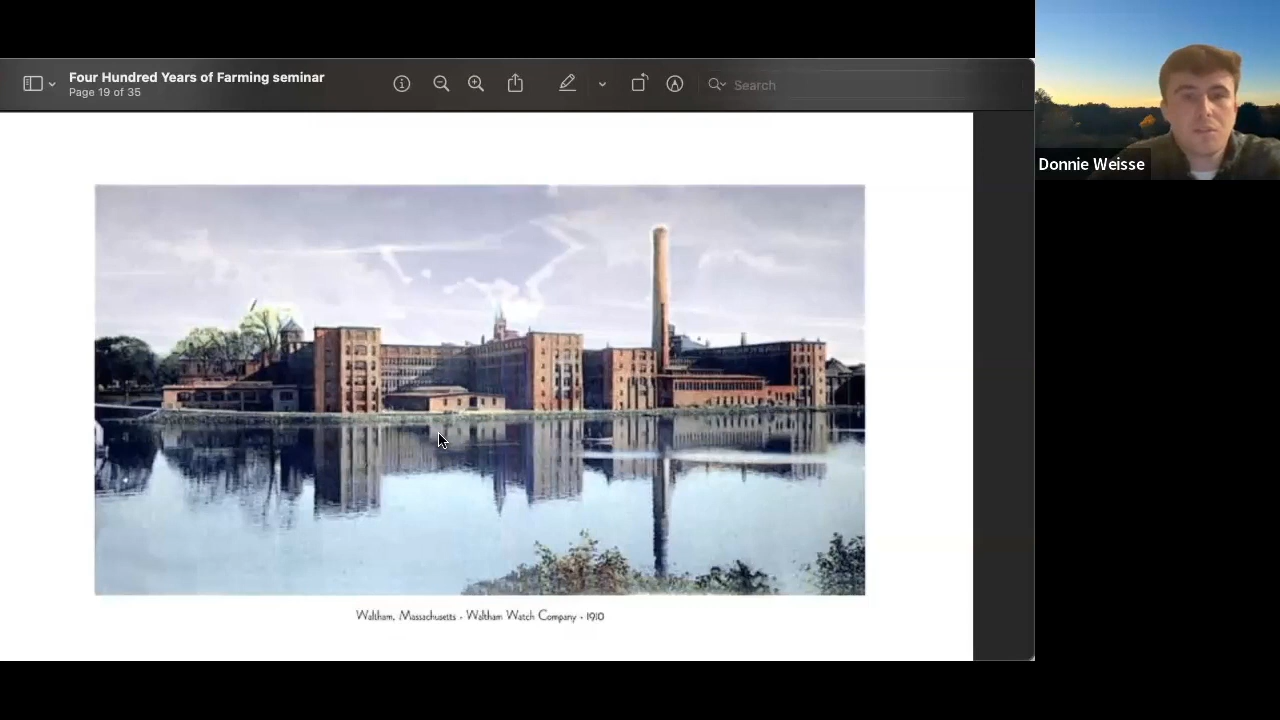 Four Hundred Years of Farming seminar
Page 19 of 35
Search
Donnie Weisse
Waltham, Massachusetts • Waltham Watch Company • 1910